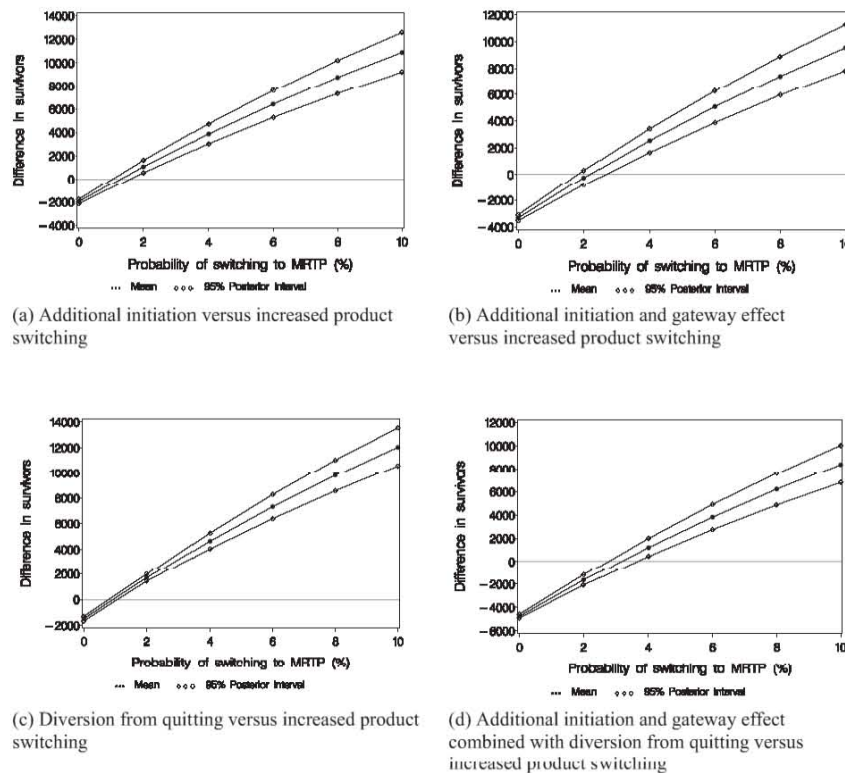 14000
12000
10000
8000
6000
4000
2000
0
−2000
−4000
Difference in survivors
0 2 4 6 8 10
Probability of switching to MRTP (%)
Mean 95% Posterior Interval
(a) Additional initiation versus increased product
switching
12000
10000
8000
6000
4000
2000
0
−2000
−4000
Difference in survivors
0 2 4 6 8 10
Probability of switching to MRTP (%)
Mean 95% Posterior Interval
(b) Additional initiation and gateway effect
versus increased product switching
14000
12000
10000
8000
6000
4000
2000
0
−2000
Difference in survivors
0 2 4 6 8 10
Probability of switching to MRTP (%)
Mean 95% Posterior Interval
(c) Diversion from quitting versus increased product
switching
12000
10000
8000
6000
4000
2000
0
−2000
−4000
−6000
Difference in survivors
0 2 4 6 8 10
Probability of switching to MRTP (%)
Mean 95% Posterior Interval
(d) Additional initiation and gateway effect
combined with diversion from quitting versus
increased product switching